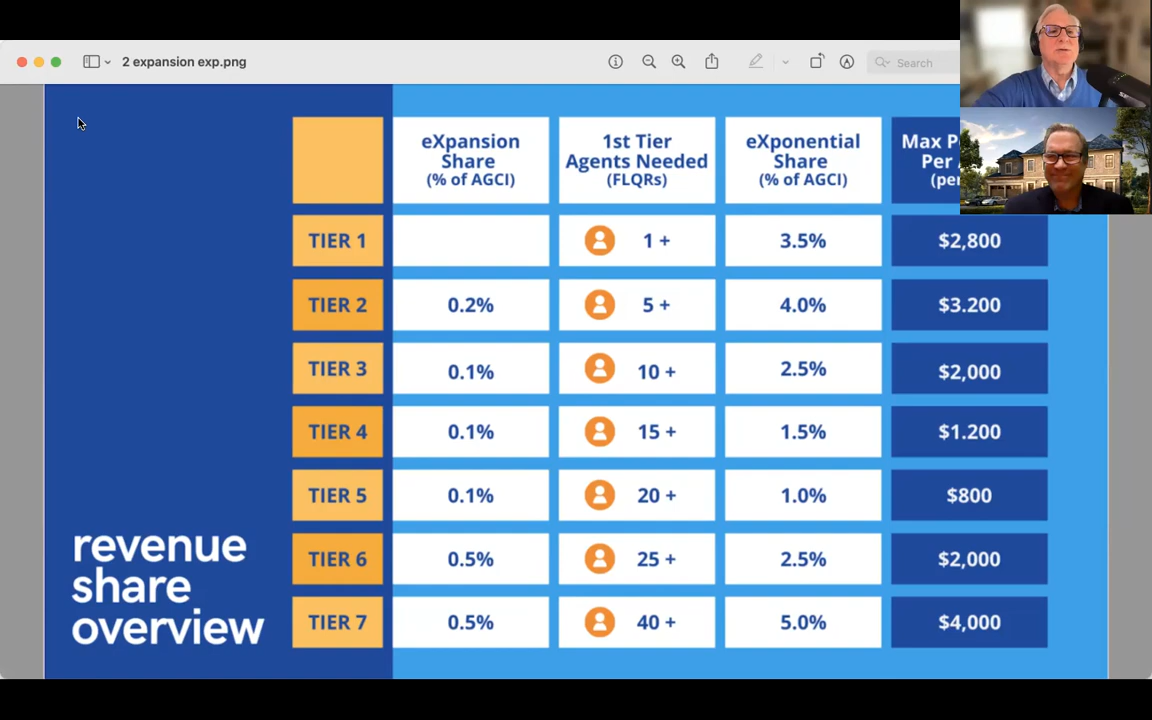 2 expansion exp.png
Search
eXpansion
Share
(% of AGCI)
1st Tier
Agents Needed
(FLQRs)
eXponential
Share
(% of AGCI)
Max
Per
TIER 1
1 +
3.5%
$2,800
TIER 2
0.2%
5 +
4.0%
$3.200
TIER 3
0.1%
10 +
2.5%
$2,000
TIER 4
0.1%
15 +
1.5%
$1.200
TIER 5
0.1%
20 +
1.0%
$800
TIER 6
0.5%
25 +
2.5%
$2,000
TIER 7
0.5%
40 +
5.0%
$4,000
revenue
share
overview